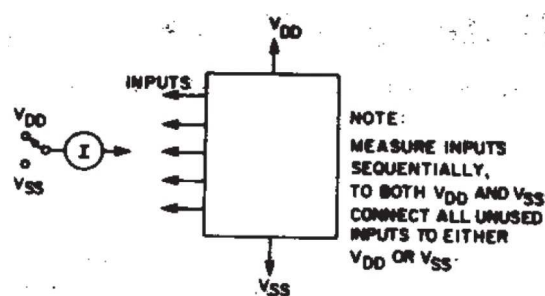 VDD
INPUTS
VDD
I
VSS
NOTE:
MEASURE INPUTS
SEQUENTIALLY,
TO BOTH VDD AND VSS
CONNECT ALL UNUSED
INPUTS TO EITHER
VDD OR VSS.
VSS